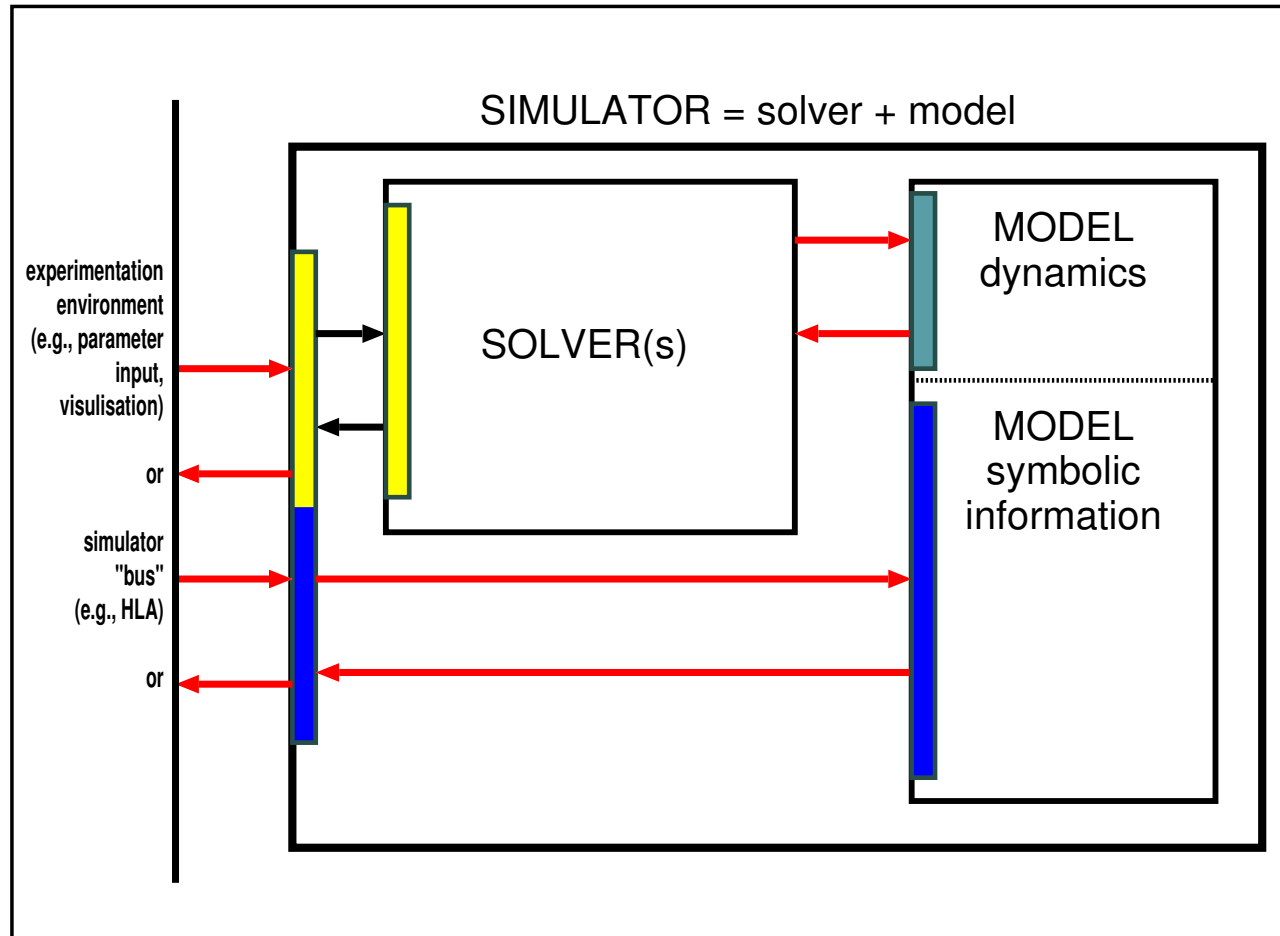 SIMULATOR = solver + model
experimentation
environment
(e.g., parameter
input,
visulisation)
or
simulator
"bus"
(e.g., HLA)
or
SOLVER(s)
MODEL
dynamics
MODEL
symbolic
information